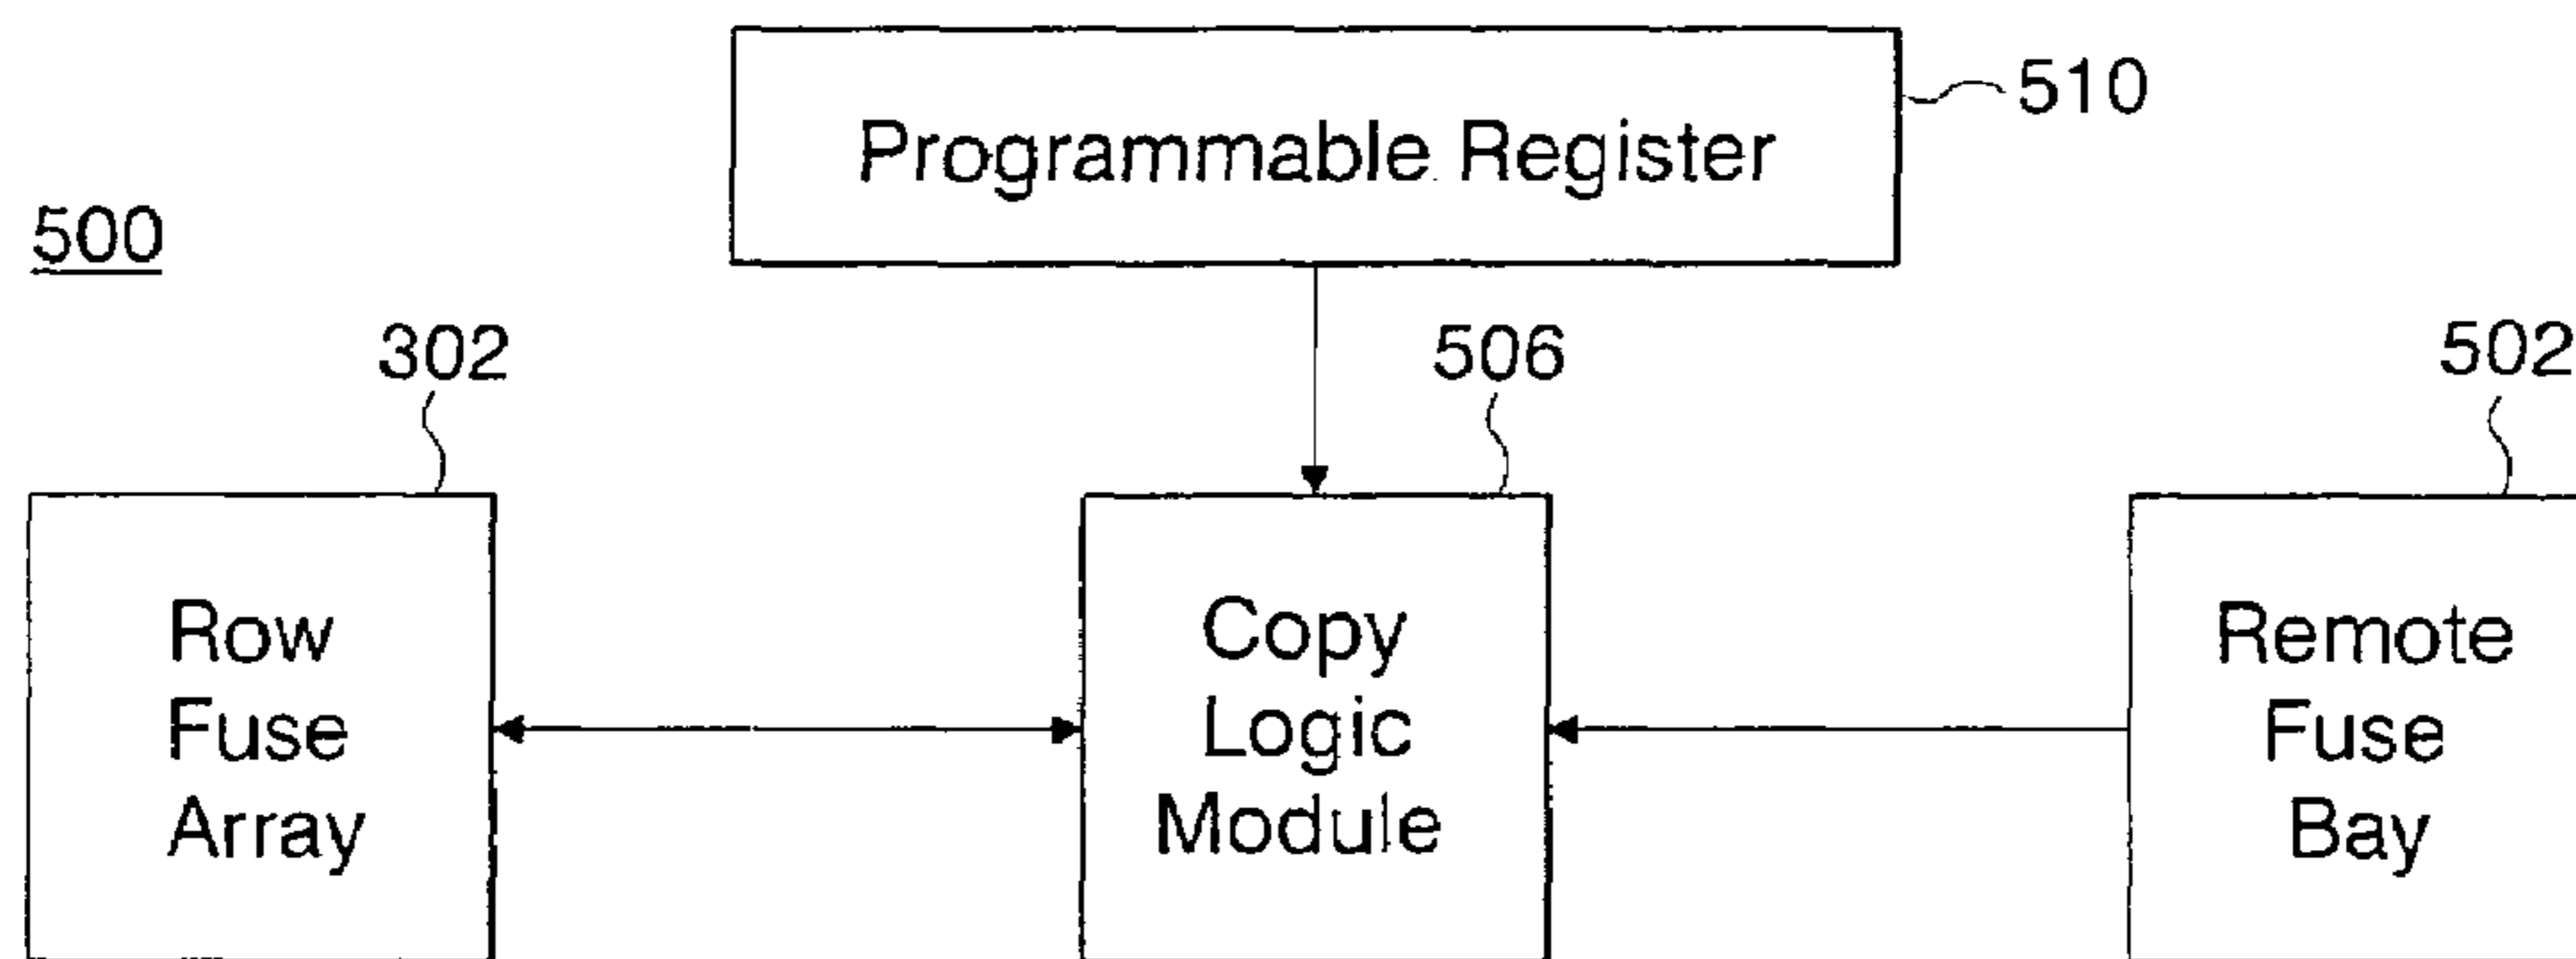 Programmable Register
510
500
302
506
502
Row
Fuse
Array
Copy
Logic
Module
Remote
Fuse
Bay